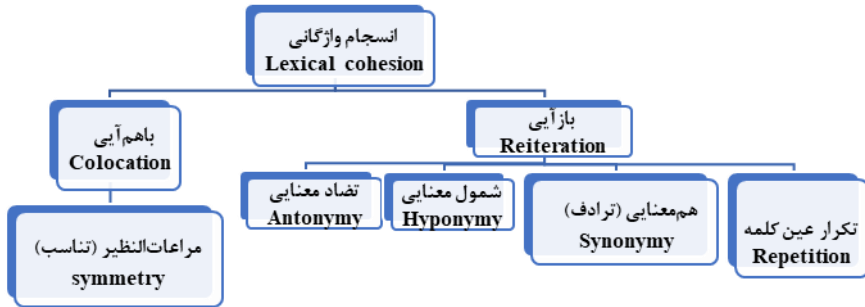 انسجام واژگانی
Lexical cohesion
بازآیی
Reiteration
باهم‌آیی
Colocation
تکرار عین کلمه
Repetition
هم‌معنایی (ترادف)
Synonymy
شمول معنایی
Hyponymy
تضاد معنایی
Antonymy
مراعات‌النظیر (تناسب)
symmetry